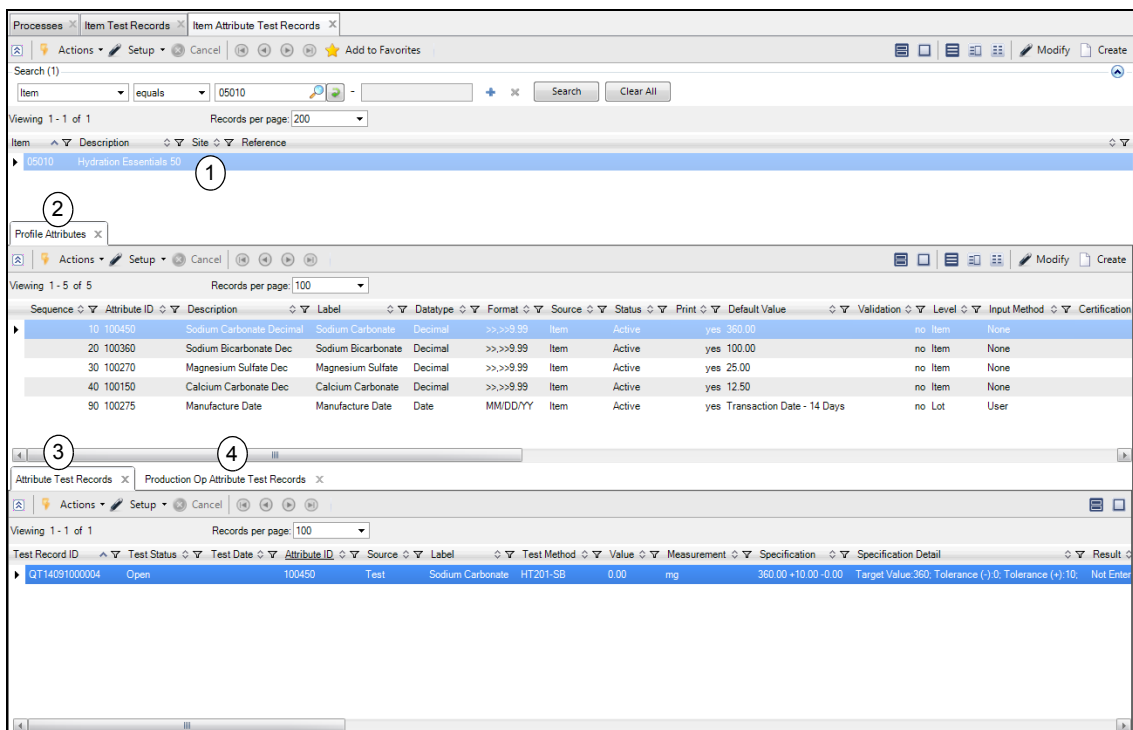 Processes Item Test Records Item Attribute Test Records
Actions Setup Cancel Add to Favorites Modify Create
Search (1)
Item equals 05010 - Search Clear All
Viewing 1 - 1 of 1 Records per page: 200
Item Description Site Reference
05010 Hydration Essentials 50
1
2
Profile Attributes
Actions Setup Cancel Modify Create
Viewing 1 - 5 of 5 Records per page: 100
Sequence Attribute ID Description Label Datatype Format Source Status Print Default Value Validation Level Input Method Certification
10 100450 Sodium Carbonate Decimal Sodium Carbonate Decimal >>,>>9.99 Item Active yes 360.00 no Item None
20 100360 Sodium Bicarbonate Dec Sodium Bicarbonate Decimal >>,>>9.99 Item Active yes 100.00 no Item None
30 100270 Magnesium Sulfate Dec Magnesium Sulfate Decimal >>,>>9.99 Item Active yes 25.00 no Item None
40 100150 Calcium Carbonate Dec Calcium Carbonate Decimal >>,>>9.99 Item Active yes 12.50 no Item None
90 100275 Manufacture Date Manufacture Date Date MM/DD/YY Item Active yes Transaction Date - 14 Days no Lot User
3 4
Attribute Test Records Production Op Attribute Test Records
Actions Setup Cancel
Viewing 1 - 1 of 1 Records per page: 100
Test Record ID Test Status Test Date Attribute ID Source Label Test Method Value Measurement Specification Specification Detail Result
QT14091000004 Open 100450 Test Sodium Carbonate HT201-SB 0.00 mg 360.00 +10.00 -0.00 Target Value:360; Tolerance (-):0; Tolerance (+):10; Not Enter